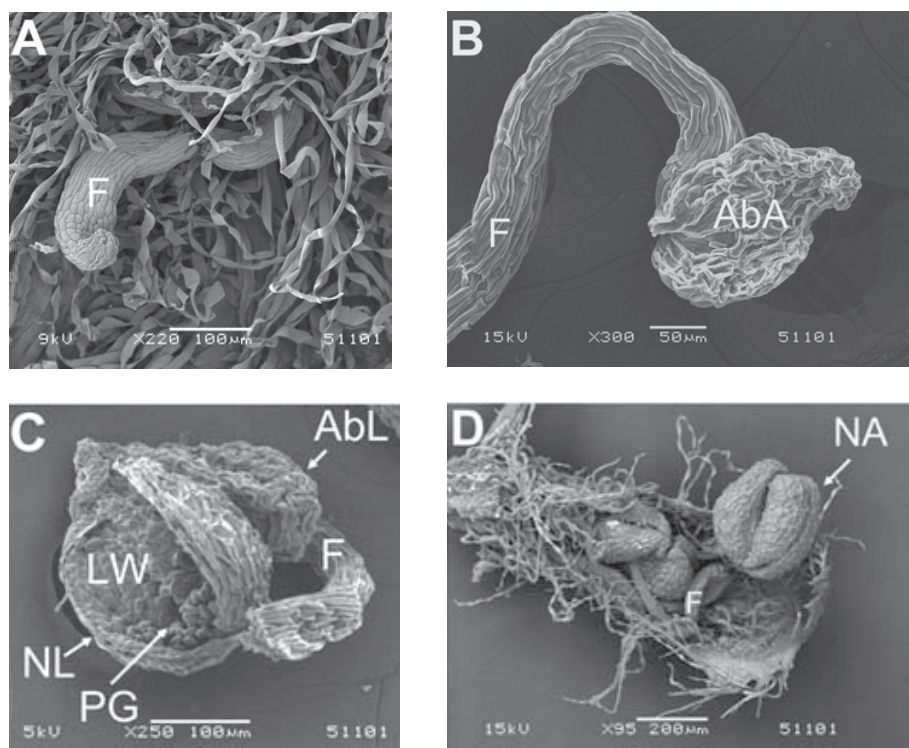 A
F
9kV X220 100µm 51101
B
F
AbA
15kV X300 50µm 51101
C
AbL
F
LW
NL
PG
5kV X250 100µm 51101
D
NA
F
15kV X95 200µm 51101